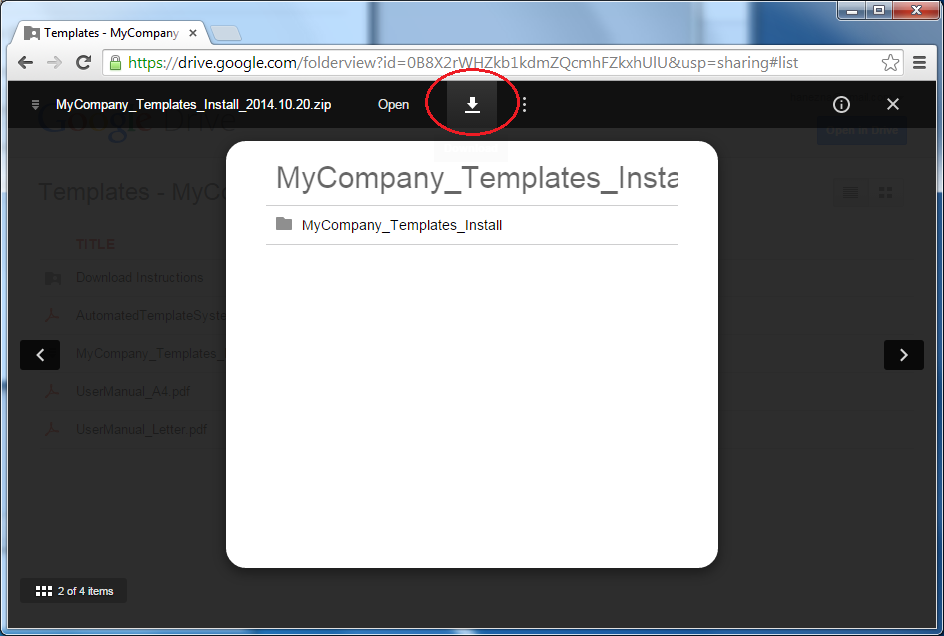 Templates - MyCompany
https://drive.google.com/folderview?id=0B8X2rWHZkb1kdmZQcmhFZkxhUlU&usp=sharing#list
MyCompany_Templates_Install_2014.10.20.zip
Open
Google Drive
Open in Drive
Templates - MyC
MyCompany_Templates_Insta
MyCompany_Templates_Install
TITLE
Download Instructions
AutomatedTemplateSyste
MyCompany_Templates_
UserManual_A4.pdf
UserManual_Letter.pdf
2 of 4 items